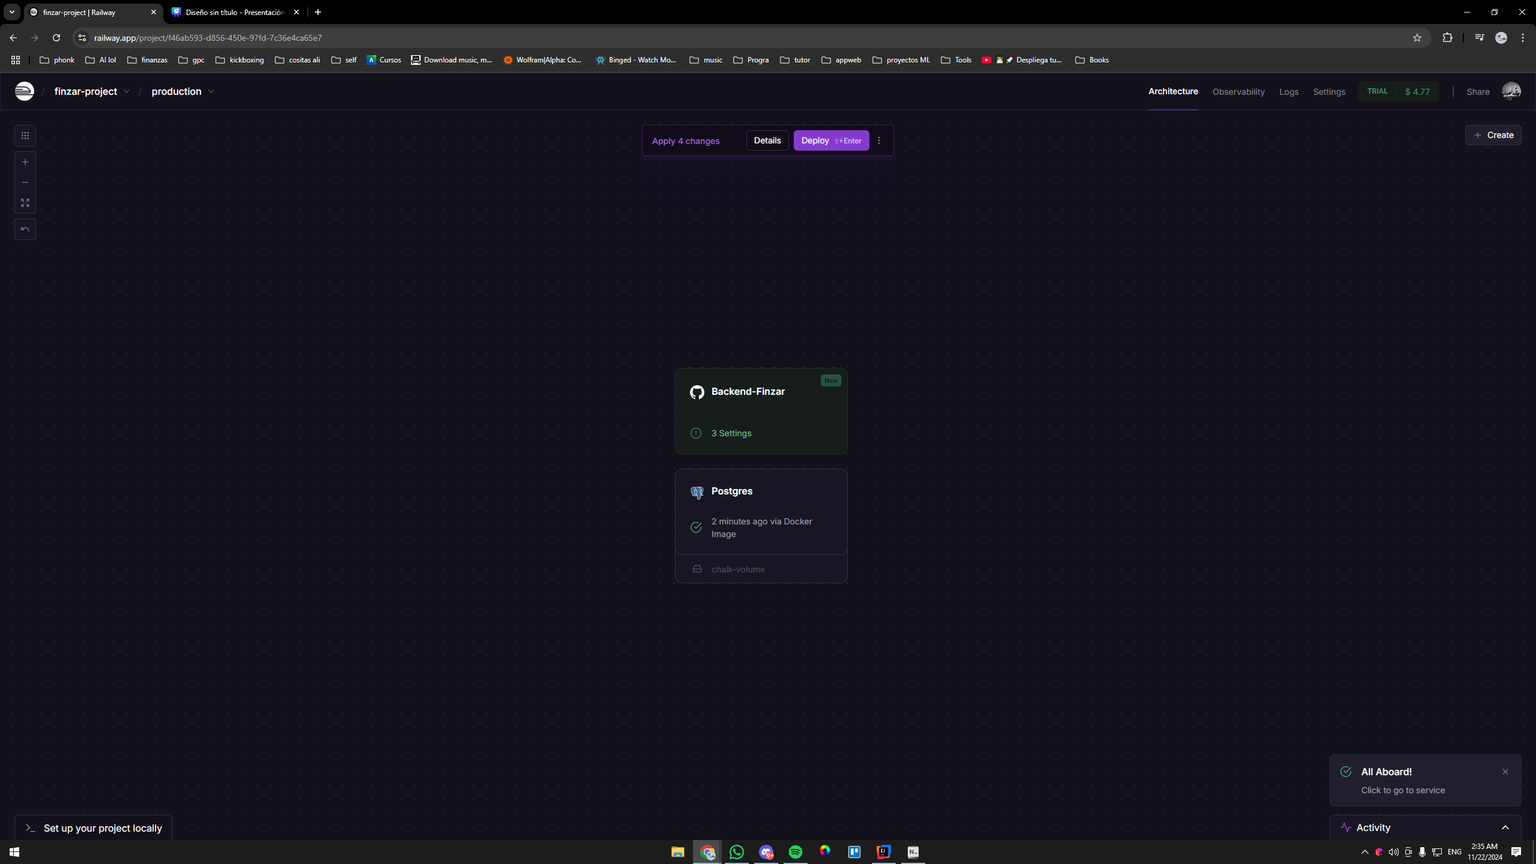 finzar-project | Railway
Diseño sin título - Presentación
railway.app/project/f46ab593-d856-450e-97fd-7c36e4ca65e7
phonk
AI lol
finanzas
gpc
kickboxing
cositas ali
self
Cursos
Download music, m...
Wolfram|Alpha: Co...
Binged - Watch Mo...
music
Progra
tutor
appweb
proyectos ML
Tools
Despliega tu...
Books
finzar-project
production
Architecture
Observability
Logs
Settings
TRIAL
$ 4.77
Share
Apply 4 changes
Details
Deploy ⇧+Enter
+ Create
New
Backend-Finzar
3 Settings
Postgres
2 minutes ago via Docker
Image
chalk-volume
All Aboard!
Click to go to service
Set up your project locally
Activity
ENG
2:35 AM
11/22/2024